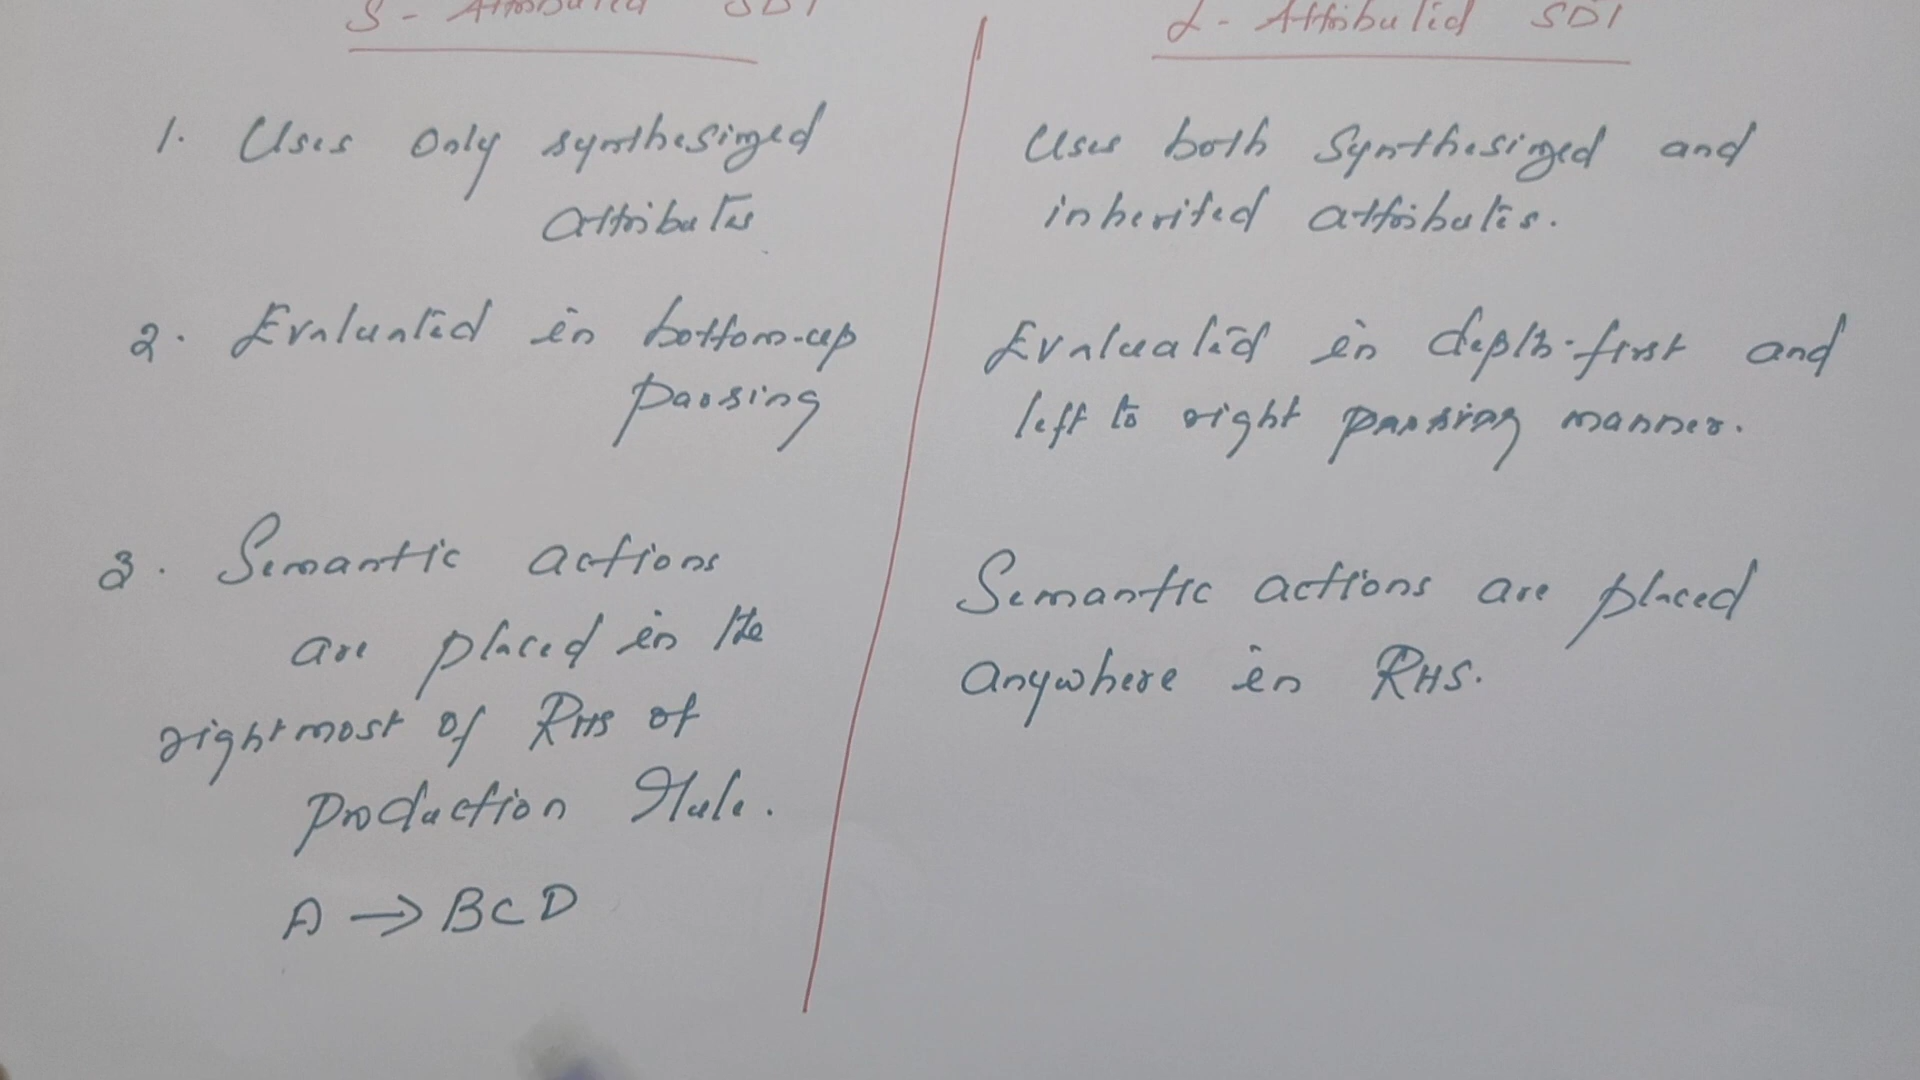 S - Attributed SDT
1. Uses only synthesized
attributes
2. Evaluated in bottom-up
parsing
3. Semantic actions
are placed in the
rightmost of RHS of
production rule.
A → BCD
L - Attributed SDT
Uses both synthesized and
inherited attributes.
Evaluated in depth-first and
left to right parsing manner.
Semantic actions are placed
anywhere in RHS.